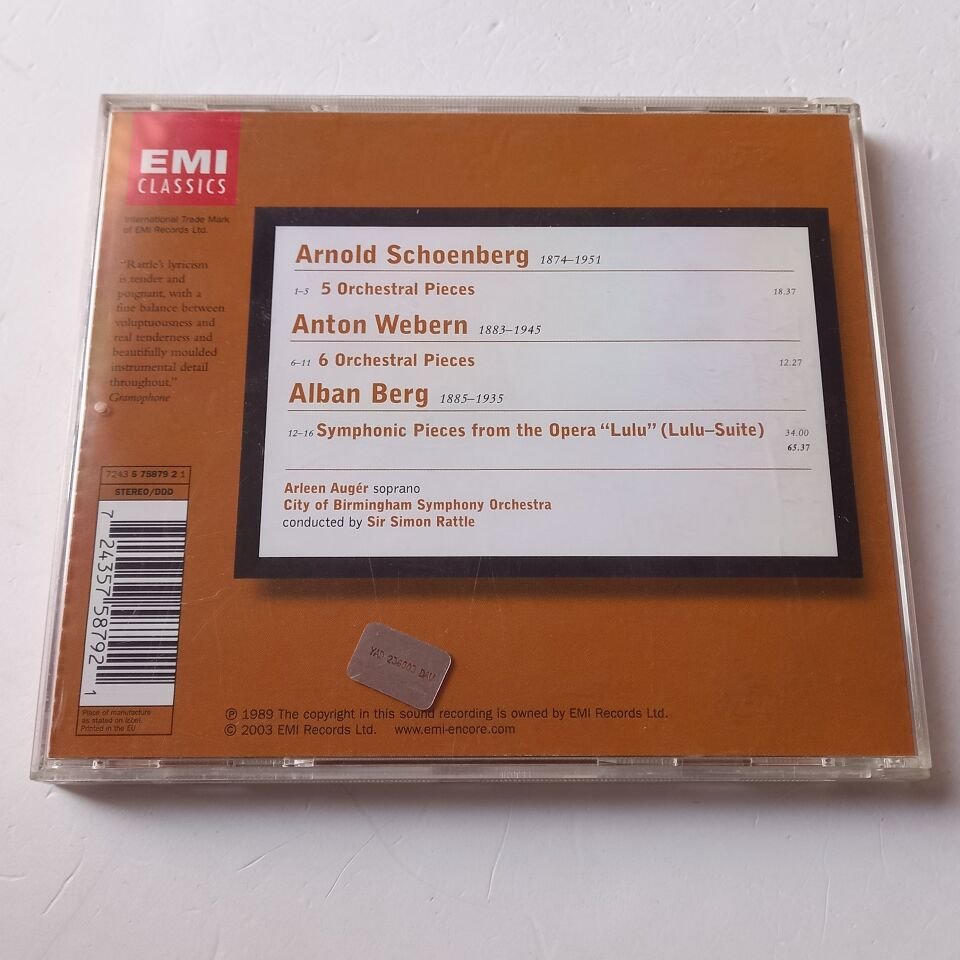 EMI
CLASSICS
International Trade Mark
of EMI Records Ltd.
“Rattle's lyricism
is tender and
poignant, with a
fine balance between
voluptuousness and
real tenderness and
beautifully moulded
instrumental detail
throughout.”
Gramophone
Arnold Schoenberg 1874–1951
1–5 5 Orchestral Pieces 18.37
Anton Webern 1883–1945
6–11 6 Orchestral Pieces 12.27
Alban Berg 1885–1935
12–16 Symphonic Pieces from the Opera “Lulu” (Lulu–Suite) 34.00
65.37
Arleen Augér soprano
City of Birmingham Symphony Orchestra
conducted by Sir Simon Rattle
7243 5 75879 2 1
STEREO/DDD
7 24357 58792 1
Place of manufacture
as stated on label.
Printed in the EU
YAD 236003 DAV
℗ 1989 The copyright in this sound recording is owned by EMI Records Ltd.
© 2003 EMI Records Ltd. www.emi-encore.com